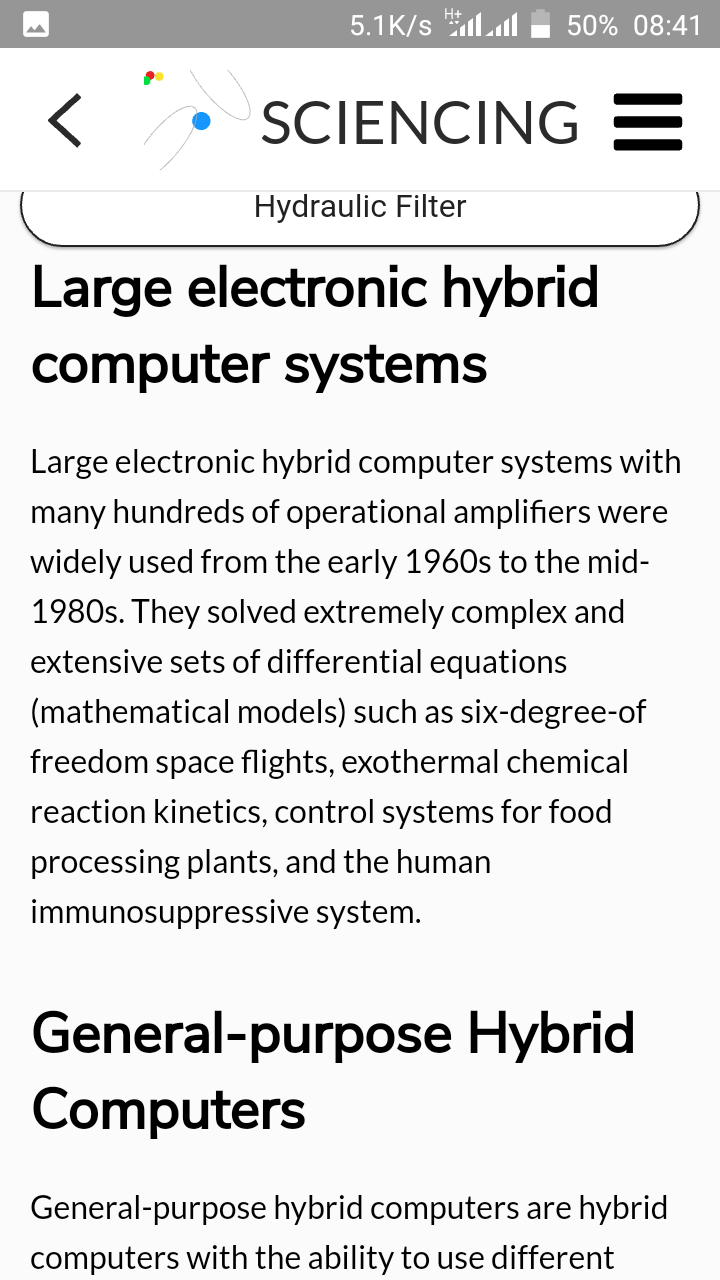 5.1K/s H+ 50% 08:41
SCIENCING
Hydraulic Filter
Large electronic hybrid
computer systems
Large electronic hybrid computer systems with
many hundreds of operational amplifiers were
widely used from the early 1960s to the mid-
1980s. They solved extremely complex and
extensive sets of differential equations
(mathematical models) such as six-degree-of
freedom space flights, exothermal chemical
reaction kinetics, control systems for food
processing plants, and the human
immunosuppressive system.
General-purpose Hybrid
Computers
General-purpose hybrid computers are hybrid
computers with the ability to use different